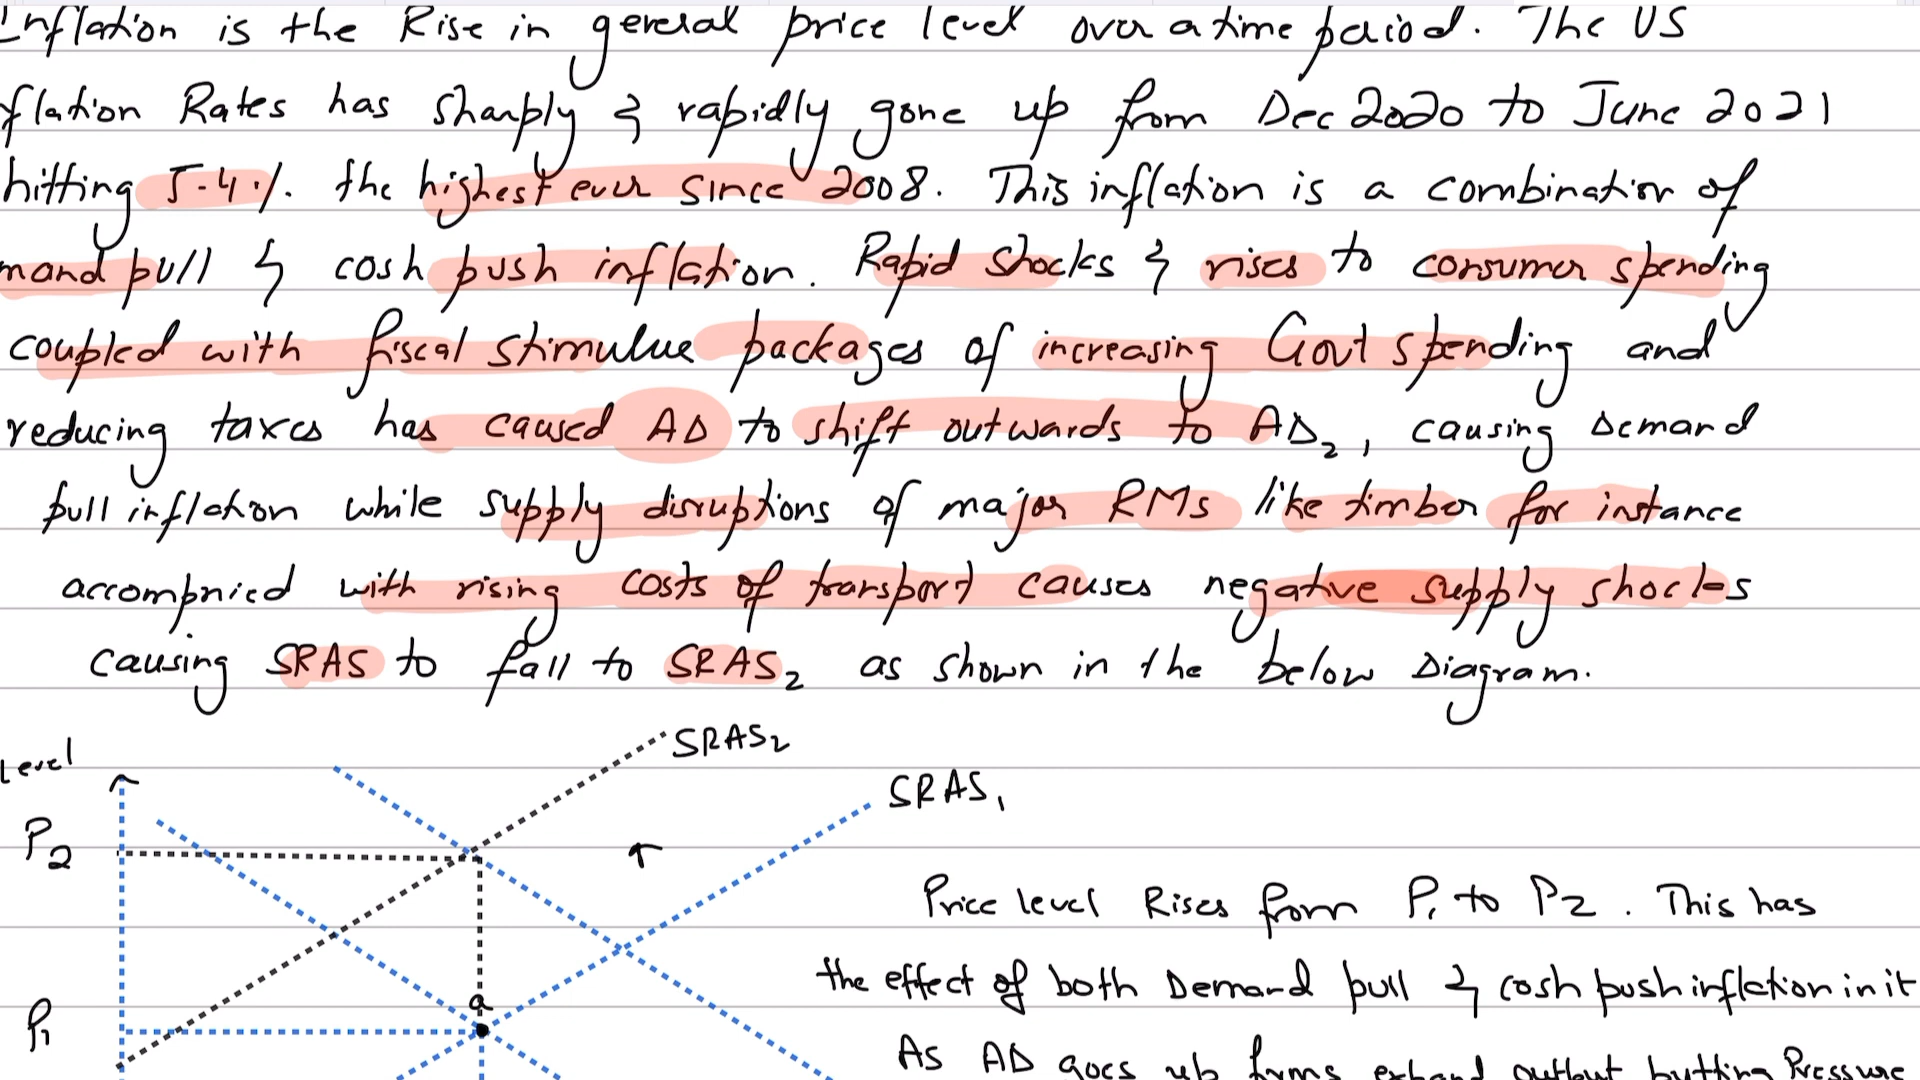 Inflation is the Rise in general price level over a time period. The US
flation Rates has sharply & rapidly gone up from Dec 2020 to June 2021
hitting 5.4%. the highest ever since 2008. This inflation is a combination of
mand pull & cosh push inflation. Rapid shocks & rises to consumer spending
coupled with fiscal stimulue packages of increasing Govt spending and
reducing taxes has caused AD to shift outwards to AD2, causing Demand
pull inflation while supply disruptions of major RMs like timber for instance
accompnied with rising costs of transport causes negative supply shocks
causing SRAS to fall to SRAS2 as shown in the below Diagram.
Level
SRAS2
SRAS1
P2
Price level Rises from P1 to P2. This has
the effect of both Demand pull & cosh push inflation in it
a
P1
As AD goes up firms expand output putting Pressure